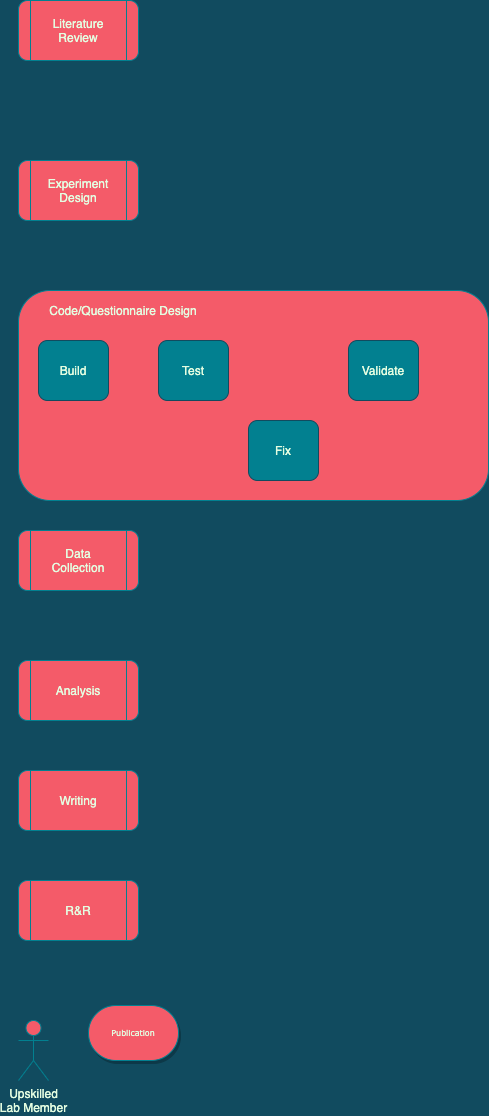 Literature
Review
Experiment
Design
Code/Questionnaire Design
Build
Test
Validate
Fix
Data
Collection
Analysis
Writing
R&R
Publication
Upskilled
Lab Member